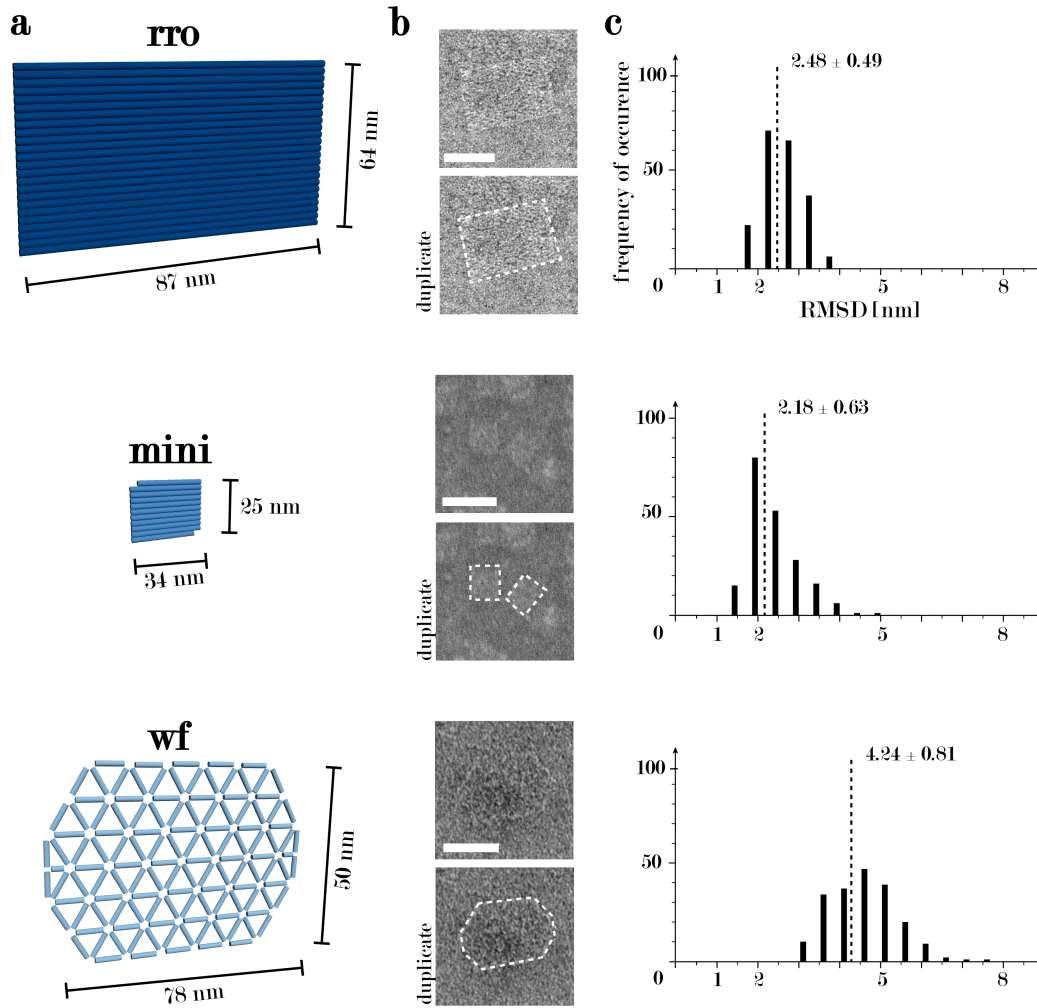 a
rro
64 nm
87 nm
b
duplicate
c
2.48 ± 0.49
100
50
0
1
2
5
8
frequency of occurence
RMSD [nm]
mini
25 nm
34 nm
duplicate
2.18 ± 0.63
100
50
0
1
2
5
8
wf
50 nm
78 nm
duplicate
4.24 ± 0.81
100
50
0
1
2
5
8